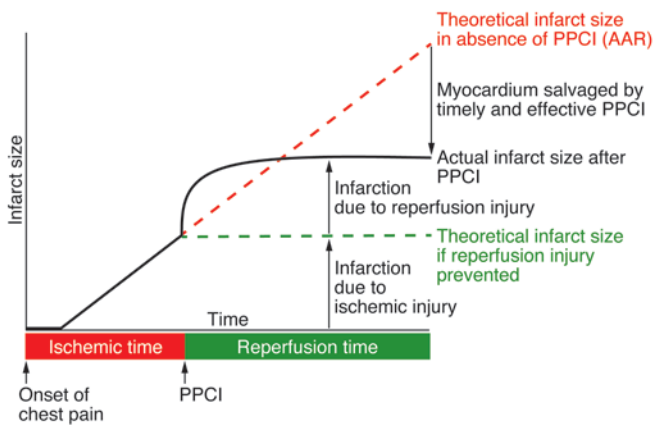 Theoretical infarct size
in absence of PPCI (AAR)
Myocardium salvaged by
timely and effective PPCI
Actual infarct size after
PPCI
Infarct size
Infarction
due to reperfusion injury
Theoretical infarct size
if reperfusion injury
prevented
Infarction
due to
ischemic injury
Time
Ischemic time
Reperfusion time
Onset of
chest pain
PPCI